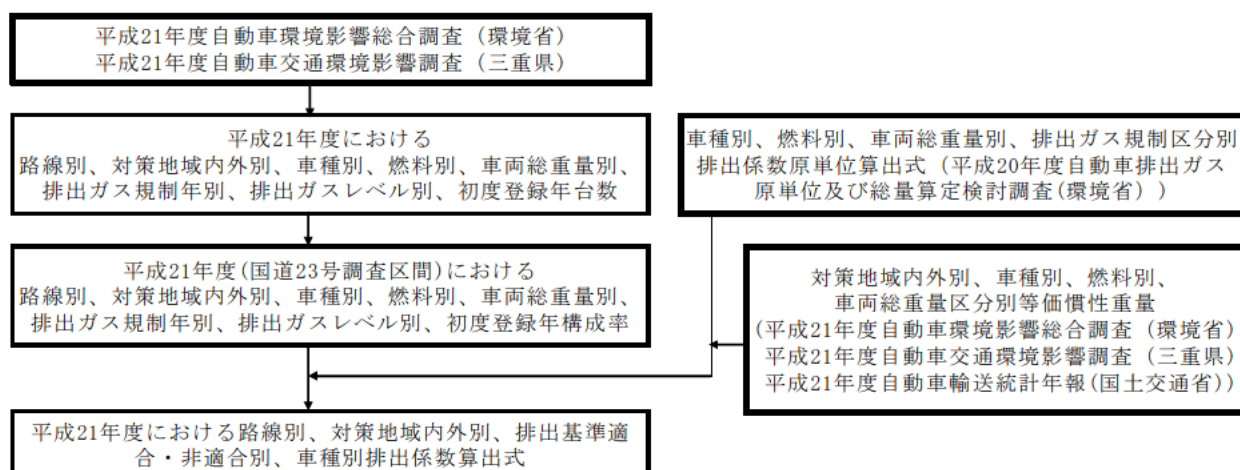 平成21年度自動車環境影響総合調査（環境省）
平成21年度自動車交通環境影響調査（三重県）
平成21年度における
路線別、対策地域内外別、車種別、燃料別、車両総重量別、
排出ガス規制年別、排出ガスレベル別、初度登録年台数
車種別、燃料別、車両総重量別、排出ガス規制区分別
排出係数原単位算出式（平成20年度自動車排出ガス
原単位及び総量算定検討調査(環境省)）
平成21年度(国道23号調査区間)における
路線別、対策地域内外別、車種別、燃料別、車両総重量別、
排出ガス規制年別、排出ガスレベル別、初度登録年構成率
対策地域内外別、車種別、燃料別、
車両総重量区分別等価慣性重量
(平成21年度自動車環境影響総合調査（環境省）
平成21年度自動車交通環境影響調査（三重県）
平成21年度自動車輸送統計年報(国土交通省))
平成21年度における路線別、対策地域内外別、排出基準適
合・非適合別、車種別排出係数算出式